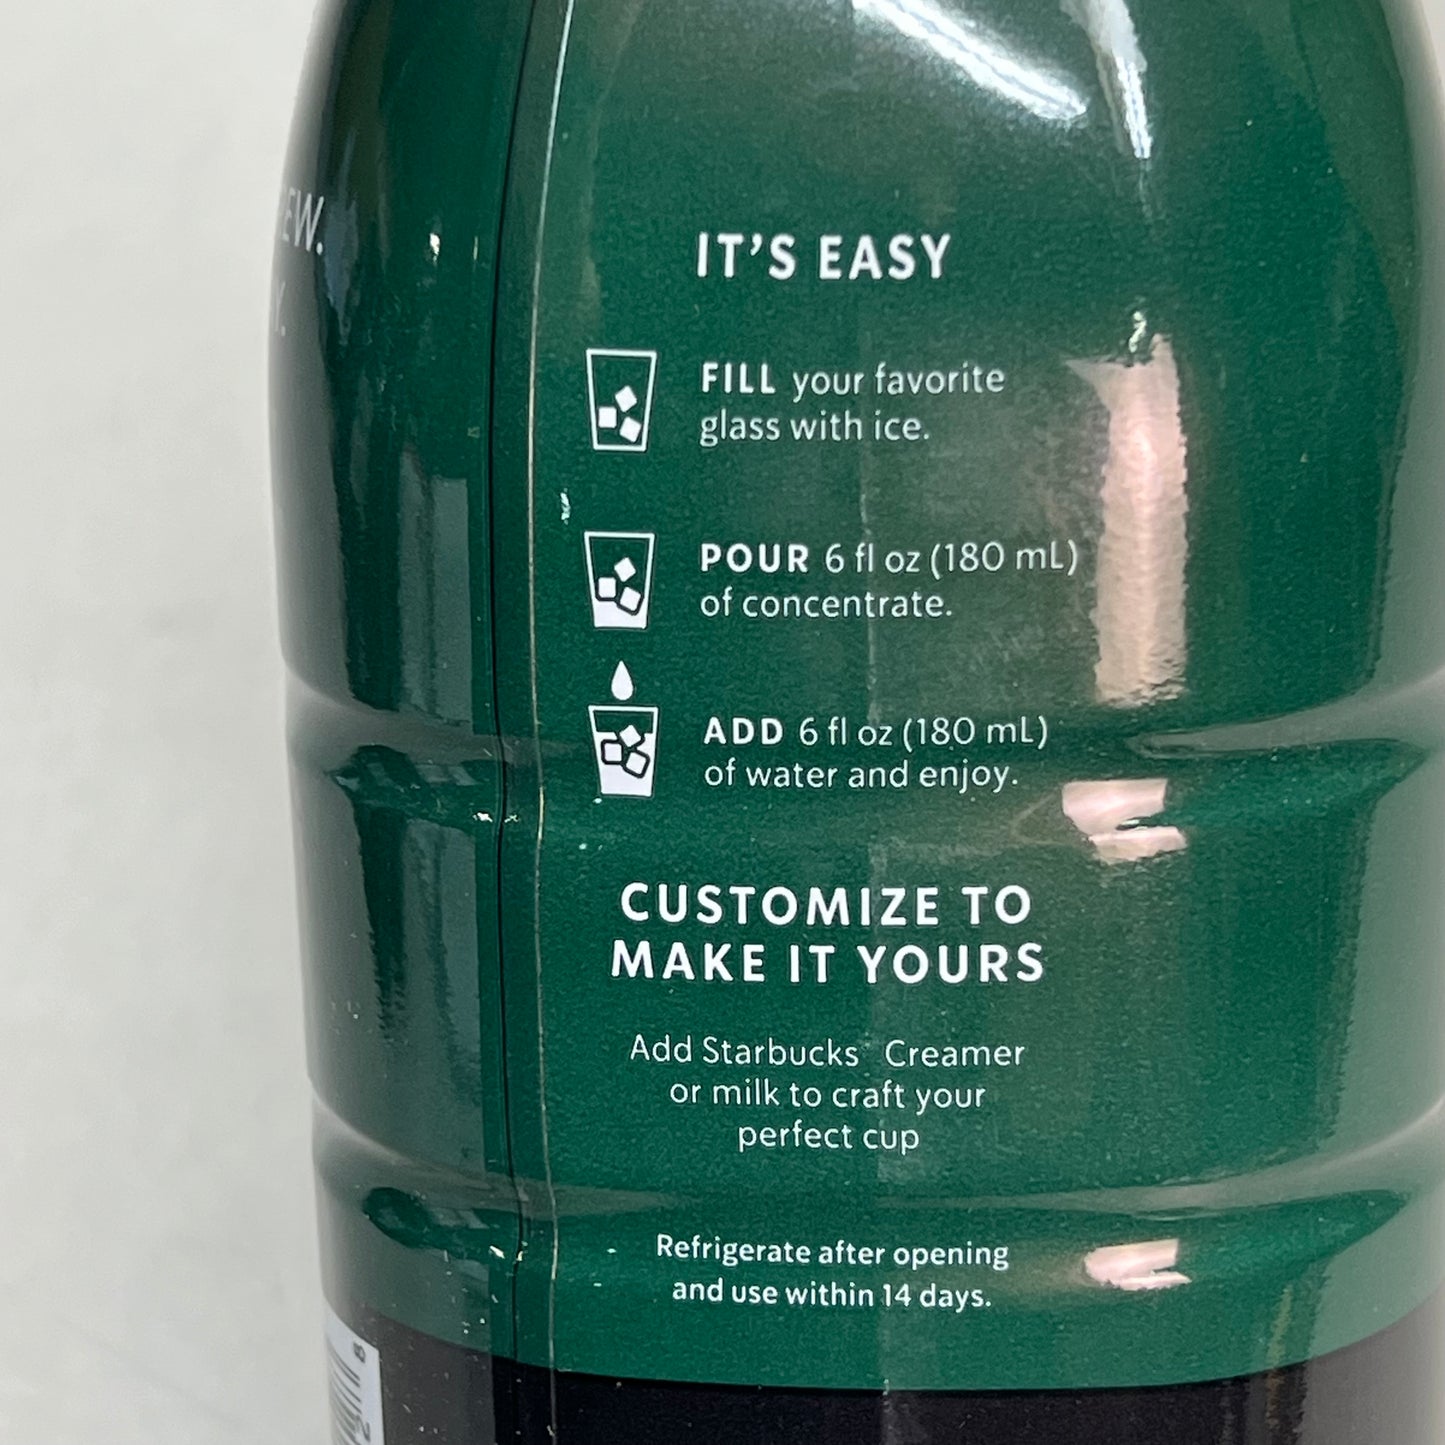 IT'S EASY
FILL your favorite
glass with ice.
POUR 6 fl oz (180 mL)
of concentrate.
ADD 6 fl oz (180 mL)
of water and enjoy.
CUSTOMIZE TO
MAKE IT YOURS
Add Starbucks Creamer
or milk to craft your
perfect cup
Refrigerate after opening
and use within 14 days.